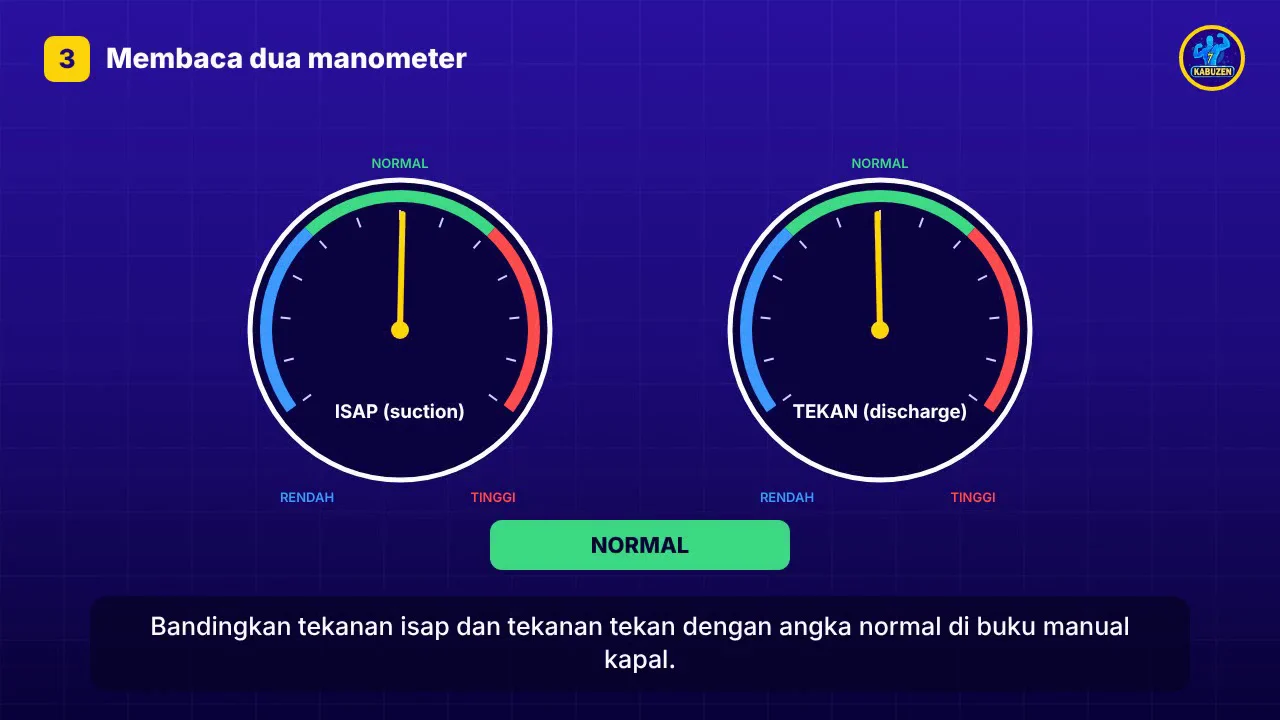 3
Membaca dua manometer
KABUZEN
NORMAL
NORMAL
ISAP (suction)
TEKAN (discharge)
RENDAH
TINGGI
RENDAH
TINGGI
NORMAL
Bandingkan tekanan isap dan tekanan tekan dengan angka normal di buku manual
kapal.